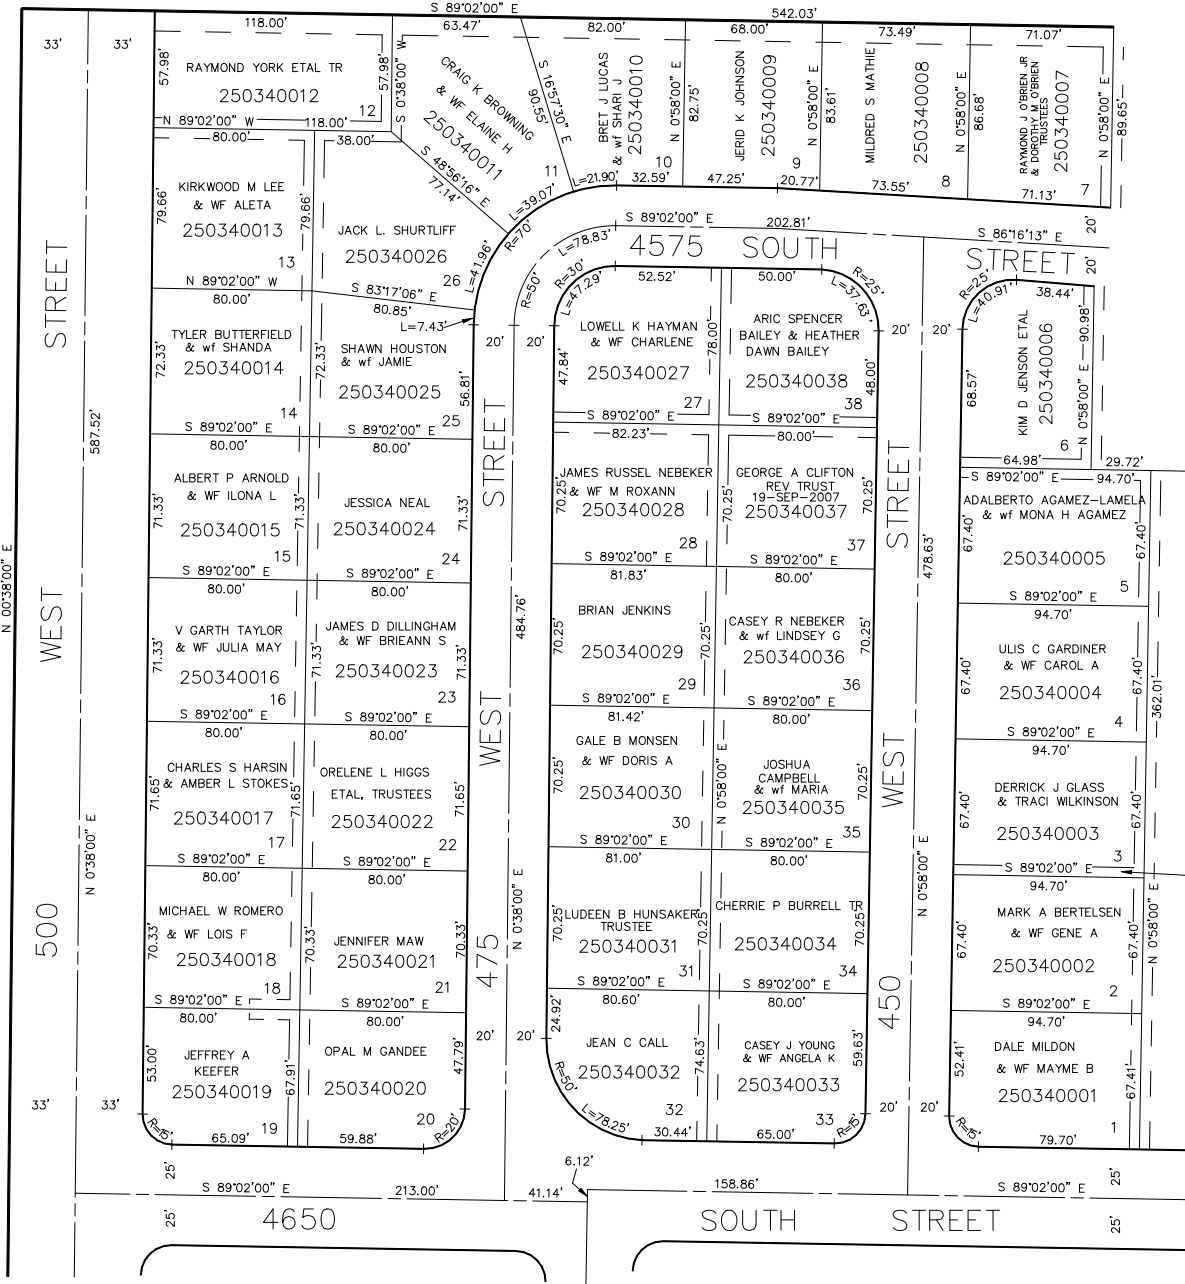 S 89°02'00" E
542.03'
118.00'
63.47'
82.00'
68.00'
73.49'
71.07'
33'
33'
57.98'
RAYMOND YORK ETAL TR
250340012
12
57.98'
S 0°38'00" W
N 89°02'00" W
118.00'
CRAIG K BROWNING
& WF ELAINE H
250340011
11
S 16°57'30" E
90.55'
BRET J LUCAS
& wf SHARI J
250340010
10
N 0°58'00" E
82.75'
JERID K JOHNSON
250340009
9
N 0°58'00" E
83.61'
MILDRED S MATHIE
250340008
8
N 0°58'00" E
86.68'
RAYMOND J O'BRIEN JR
& DOROTHY M O'BRIEN
TRUSTEES
250340007
7
N 0°58'00" E
89.65'
80.00'
38.00'
S 48°56'16" E
77.14'
L=39.07'
R=70'
L=21.90'
32.59'
47.25'
20.77'
73.55'
71.13'
79.66'
KIRKWOOD M LEE
& WF ALETA
250340013
13
79.66'
JACK L. SHURTLIFF
250340026
26
L=41.96'
S 89°02'00" E
202.81'
S 86°16'13" E
20'
20'
4575 SOUTH STREET
L=78.83'
R=50'
R=30'
L=47.29'
52.52'
50.00'
R=25'
L=37.63'
R=25'
L=40.91'
38.44'
N 89°02'00" W
80.00'
S 83°17'06" E
80.85'
L=7.43'
20'
20'
20'
20'
72.33'
TYLER BUTTERFIELD
& wf SHANDA
250340014
14
72.33'
SHAWN HOUSTON
& wf JAMIE
250340025
25
56.81'
47.84'
LOWELL K HAYMAN
& WF CHARLENE
250340027
27
78.00'
ARIC SPENCER
BAILEY & HEATHER
DAWN BAILEY
250340038
38
48.00'
68.57'
KIM D JENSON ETAL
250340006
6
N 0°58'00" E
90.98'
64.98'
29.72'
S 89°02'00" E
80.00'
S 89°02'00" E
80.00'
S 89°02'00" E
82.23'
S 89°02'00" E
80.00'
S 89°02'00" E
94.70'
587.52'
N 00°38'00" E
71.33'
ALBERT P ARNOLD
& WF ILONA L
250340015
15
71.33'
JESSICA NEAL
250340024
24
71.33'
70.25'
JAMES RUSSEL NEBEKER
& WF M ROXANN
250340028
28
70.25'
GEORGE A CLIFTON
REV TRUST
19-SEP-2007
250340037
37
70.25'
478.63'
67.40'
ADALBERTO AGAMEZ-LAMELA
& wf MONA H AGAMEZ
250340005
5
67.40'
S 89°02'00" E
80.00'
S 89°02'00" E
80.00'
S 89°02'00" E
81.83'
S 89°02'00" E
80.00'
S 89°02'00" E
94.70'
71.33'
V GARTH TAYLOR
& WF JULIA MAY
250340016
16
71.33'
JAMES D DILLINGHAM
& WF BRIEANN S
250340023
23
71.33'
484.76'
70.25'
BRIAN JENKINS
250340029
29
70.25'
CASEY R NEBEKER
& wf LINDSEY G
250340036
36
70.25'
67.40'
ULIS C GARDINER
& WF CAROL A
250340004
4
67.40'
362.01'
S 89°02'00" E
80.00'
S 89°02'00" E
80.00'
S 89°02'00" E
81.42'
S 89°02'00" E
80.00'
S 89°02'00" E
94.70'
71.65'
CHARLES S HARSIN
& AMBER L STOKES
250340017
17
71.65'
ORELENE L HIGGS
ETAL, TRUSTEES
250340022
22
71.65'
70.25'
GALE B MONSEN
& WF DORIS A
250340030
30
N 0°58'00" E
JOSHUA
CAMPBELL
& wf MARIA
250340035
35
70.25'
67.40'
DERRICK J GLASS
& TRACI WILKINSON
250340003
3
67.40'
N 0°38'00" E
S 89°02'00" E
80.00'
S 89°02'00" E
80.00'
81.00'
S 89°02'00" E
80.00'
S 89°02'00" E
94.70'
70.33'
MICHAEL W ROMERO
& WF LOIS F
250340018
18
70.33'
JENNIFER MAW
250340021
21
70.33'
N 0°38'00" E
70.25'
LUDEEN B HUNSAKER
TRUSTEE
250340031
31
70.25'
CHERRIE P BURRELL TR
250340034
34
70.25'
N 0°58'00" E
67.40'
MARK A BERTELSEN
& WF GENE A
250340002
2
67.40'
N 0°58'00" E
S 89°02'00" E
80.00'
S 89°02'00" E
80.00'
S 89°02'00" E
80.60'
S 89°02'00" E
80.00'
S 89°02'00" E
94.70'
500 WEST STREET
475 WEST STREET
450 WEST STREET
53.00'
JEFFREY A
KEEFER
250340019
19
67.91'
OPAL M GANDEE
250340020
20
47.79'
20'
20'
24.92'
JEAN C CALL
250340032
32
74.63'
CASEY J YOUNG
& WF ANGELA K
250340033
33
59.63'
52.41'
DALE MILDON
& WF MAYME B
250340001
1
67.41'
33'
33'
20'
20'
R=15'
65.09'
59.88'
R=20'
R=50'
L=78.25'
30.44'
65.00'
R=15'
R=15'
79.70'
25'
6.12'
25'
S 89°02'00" E
213.00'
41.14'
158.86'
S 89°02'00" E
25'
4650 SOUTH STREET
25'